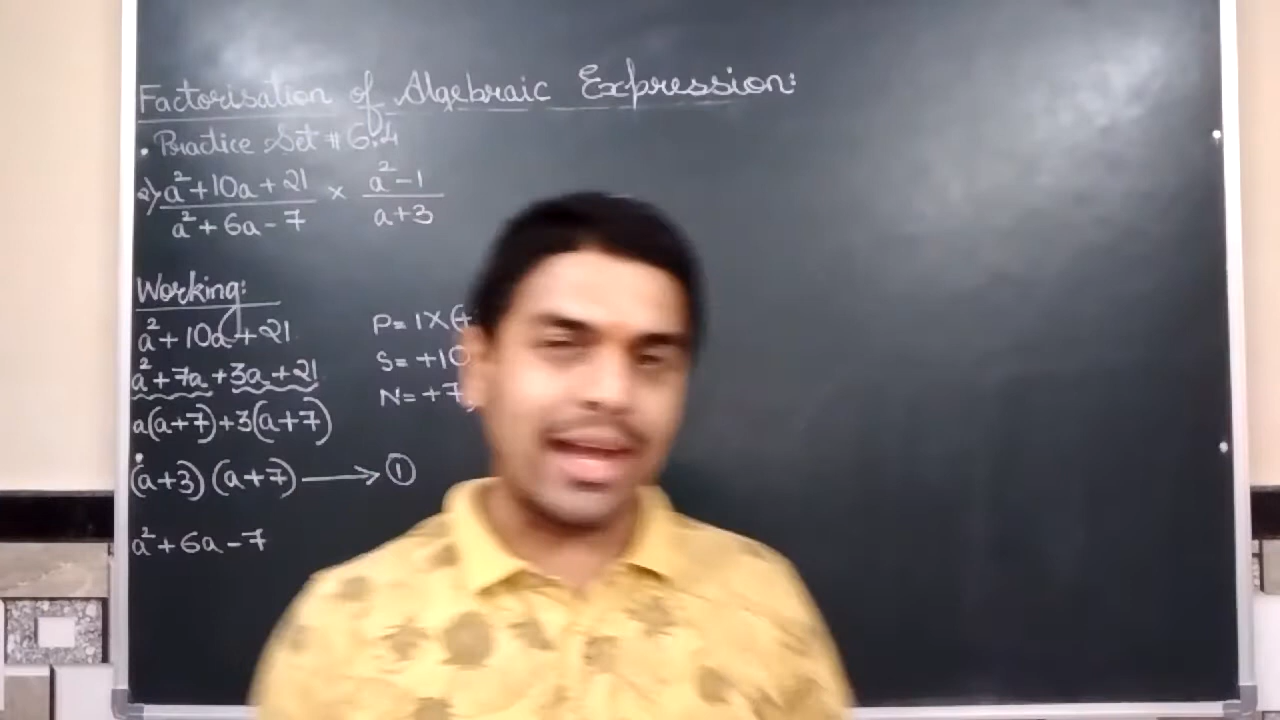 Factorisation of Algebraic Expression:
• Practice Set # 6.4
2) a²+10a+21 / a²+6a-7 × a²-1 / a+3
Working:
a²+10a+21
a²+7a+3a+21
a(a+7)+3(a+7)
(a+3)(a+7) ⟶ ①
a²+6a-7
P= 1×(+
S= +10
N= +7,